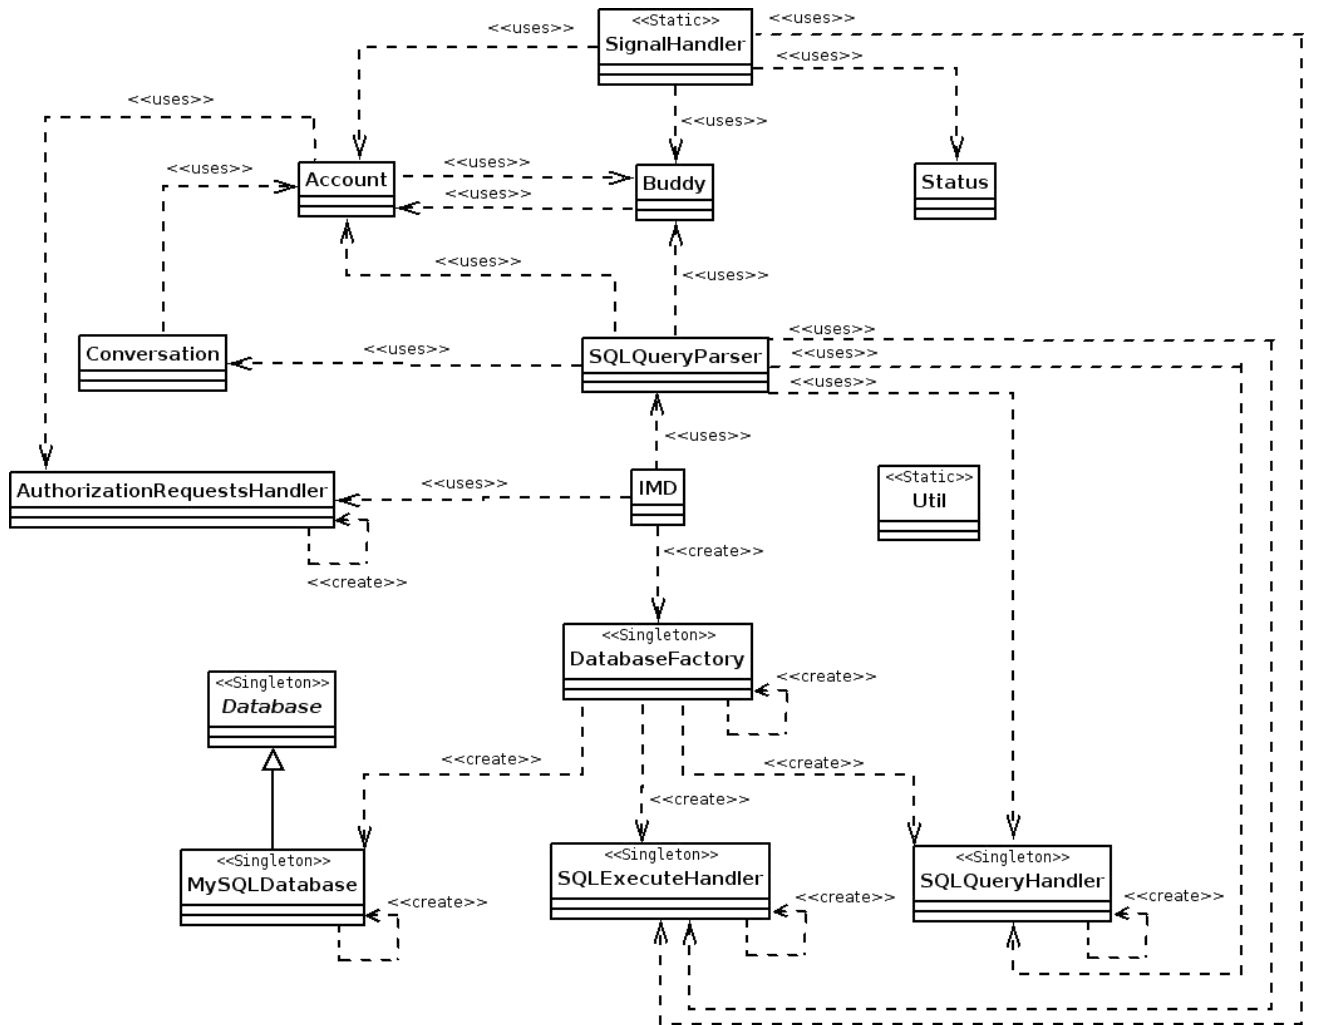 <<uses>>
<<Static>>
SignalHandler
<<uses>>
<<uses>>
<<uses>>
<<uses>>
<<uses>>
<<uses>>
Account
<<uses>>
Buddy
Status
<<uses>>
<<uses>>
<<uses>>
Conversation
<<uses>>
SQLQueryParser
<<uses>>
<<uses>>
<<uses>>
<<uses>>
AuthorizationRequestsHandler
<<uses>>
IMD
<<Static>>
Util
<<create>>
<<create>>
<<Singleton>>
DatabaseFactory
<<create>>
<<Singleton>>
Database
<<create>>
<<create>>
<<create>>
<<Singleton>>
MySQLDatabase
<<create>>
<<Singleton>>
SQLExecuteHandler
<<create>>
<<Singleton>>
SQLQueryHandler
<<create>>